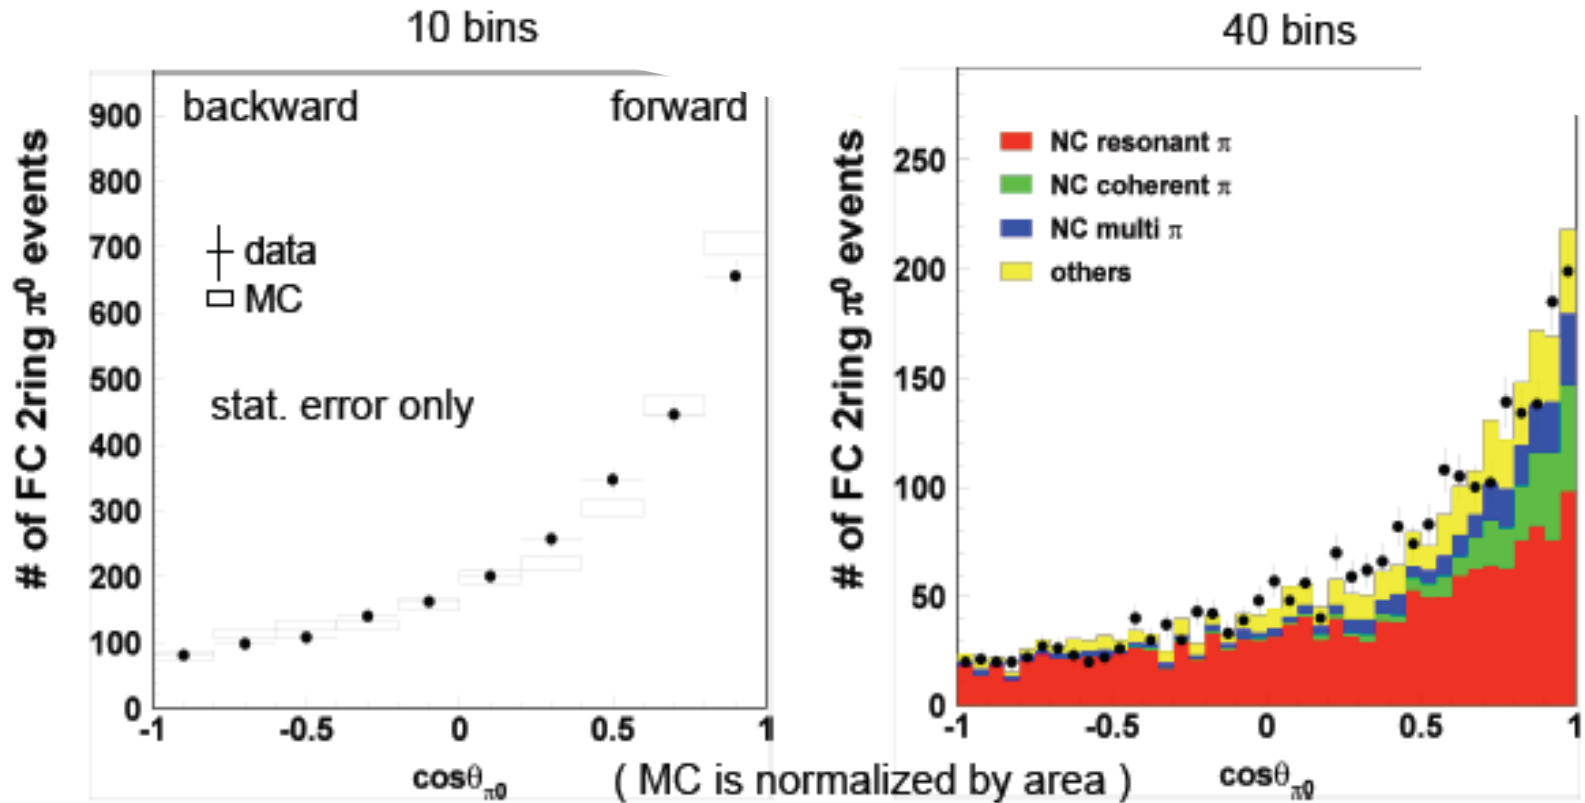 10 bins
backward
forward
data
MC
stat. error only
# of FC 2ring π⁰ events
900
800
700
600
500
400
300
200
100
0
-1
-0.5
0
0.5
1
cosθπ0
40 bins
NC resonant π
NC coherent π
NC multi π
others
# of FC 2ring π⁰ events
250
200
150
100
50
0
-1
-0.5
0
0.5
1
cosθπ0
( MC is normalized by area )